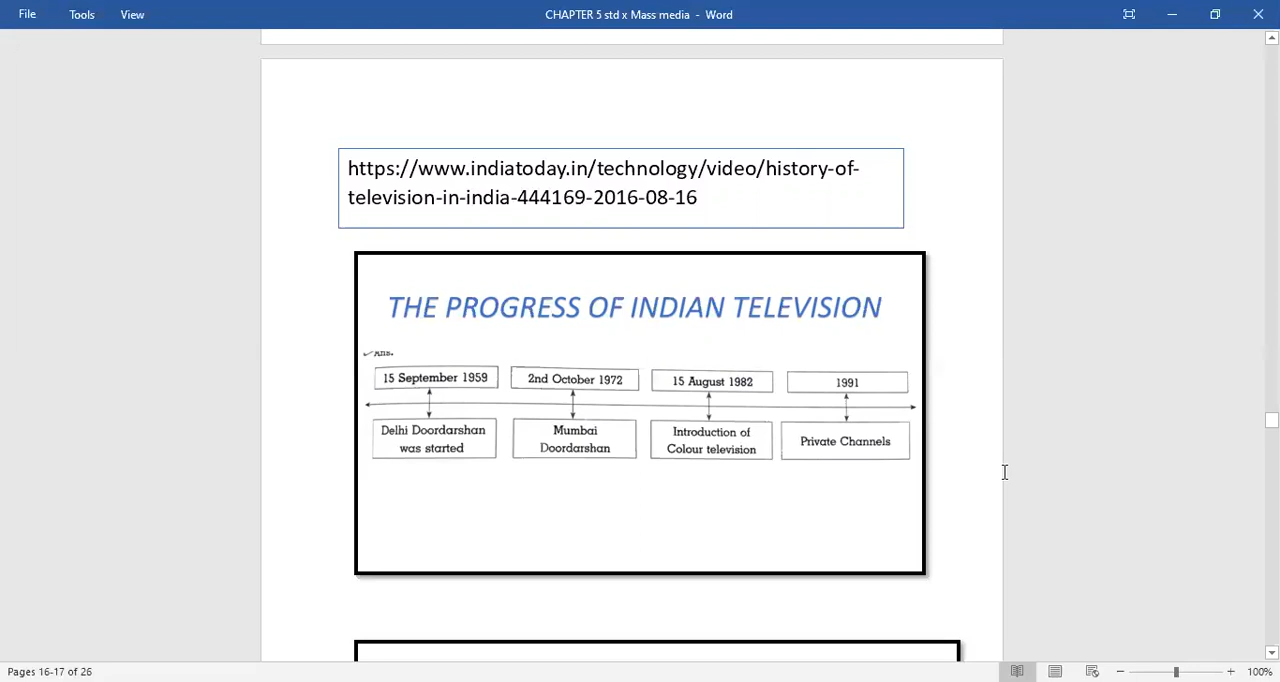 File Tools View CHAPTER 5 std x Mass media - Word
https://www.indiatoday.in/technology/video/history-of-
television-in-india-444169-2016-08-16
THE PROGRESS OF INDIAN TELEVISION
Ans.
15 September 1959 2nd October 1972 15 August 1982 1991
Delhi Doordarshan Mumbai Introduction of Private Channels
was started Doordarshan Colour television
Pages 16-17 of 26 100%